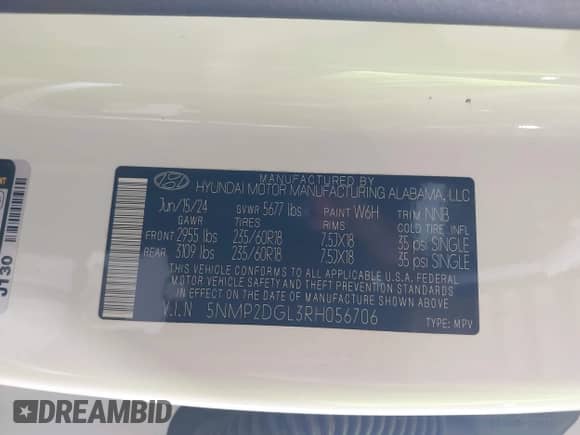 MANUFACTURED BY
HYUNDAI MOTOR MANUFACTURING ALABAMA, LLC
Jun/15/24 GVWR 5677 lbs PAINT W6H TRIM NNB
GAWR TIRES RIMS COLD TIRE INFL
FRONT 2955 lbs 235/60R18 7.5JX18 35 psi SINGLE
REAR 3109 lbs 235/60R18 7.5JX18 35 psi SINGLE
THIS VEHICLE CONFORMS TO ALL APPLICABLE U.S.A. FEDERAL
MOTOR VEHICLE SAFETY AND THEFT PREVENTION STANDARDS
IN EFFECT ON THE DATE OF MANUFACTURE SHOWN ABOVE.
V.I.N 5NMP2DGL3RH056706
TYPE: MPV
J130
DREAMBID